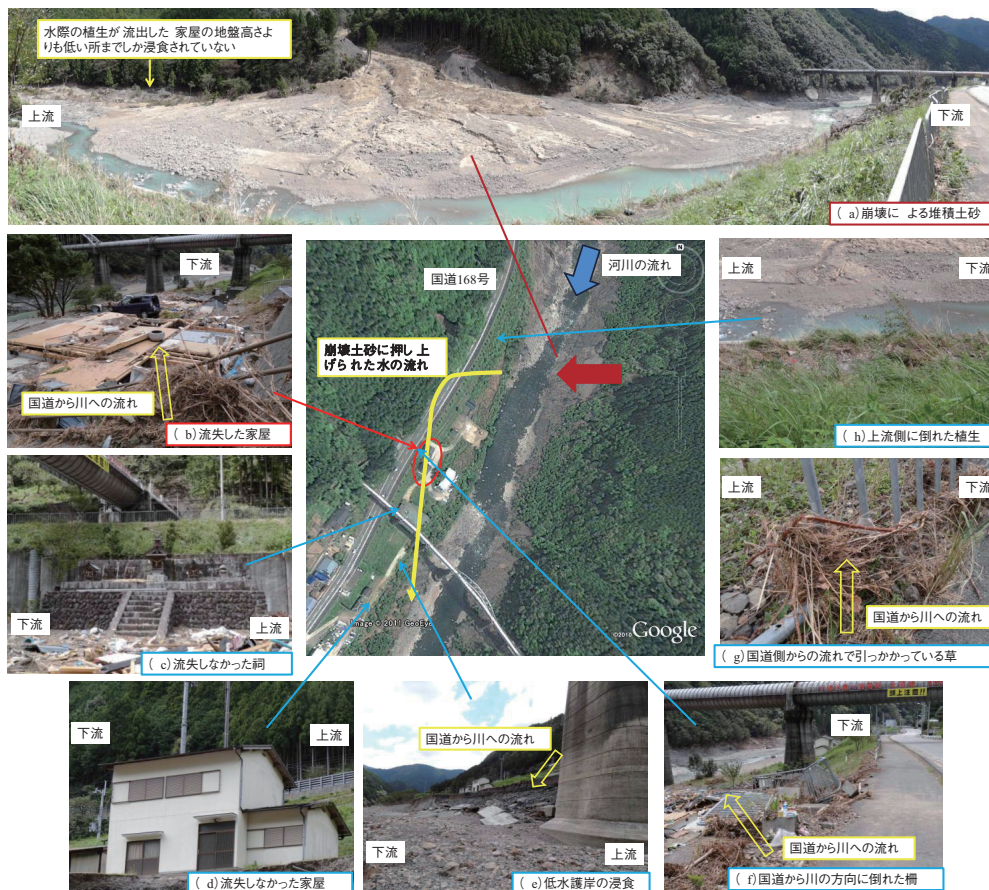 水際の植生が流出した 家屋の地盤高さよ
りも低い所までしか浸食されていない
上流
下流
( a)崩壊に よる堆積土砂
下流
国道から川への流れ
( b)流失した家屋
国道168号
河川の流れ
N
崩壊土砂に押し上
げら れた水の流れ
Image © 2011 GeoEye
©2010 Google
上流
下流
( h)上流側に倒れた植生
下流
上流
( c)流失しなかった祠
上流
下流
国道から川への流れ
( g)国道側からの流れで引っかかっている草
下流
上流
( d)流失しなかった家屋
国道から川への流れ
下流
上流
( e)低水護岸の浸食
頭上注意!!
下流
国道から川への流れ
( f)国道から川の方向に倒れた柵